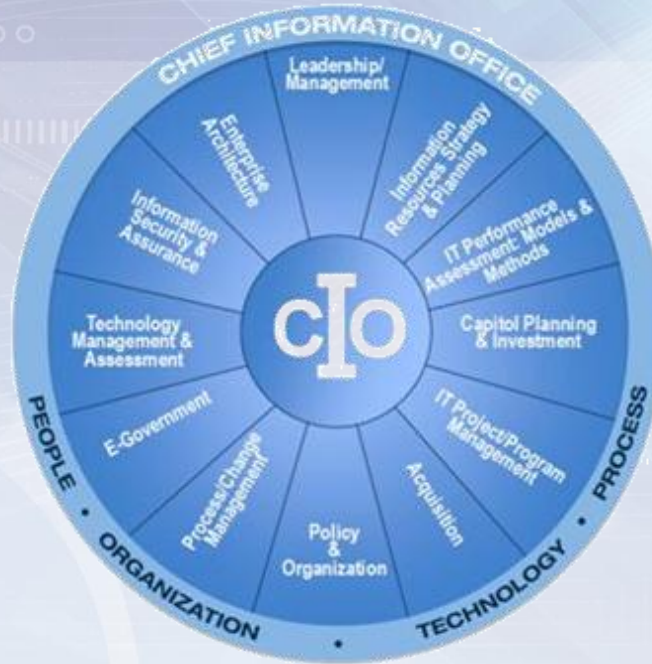 CHIEF INFORMATION OFFICE
Leadership/
Management
Information
Resources Strategy
& Planning
IT Performance
Assessment: Models &
Methods
Capitol Planning
& Investment
IT Project/Program
Management
Acquisition
Policy
&
Organization
Process/Change
Management
E-Government
Technology
Management &
Assessment
Information
Security &
Assurance
Enterprise
Architecture
CIO
PEOPLE • ORGANIZATION • TECHNOLOGY • PROCESS